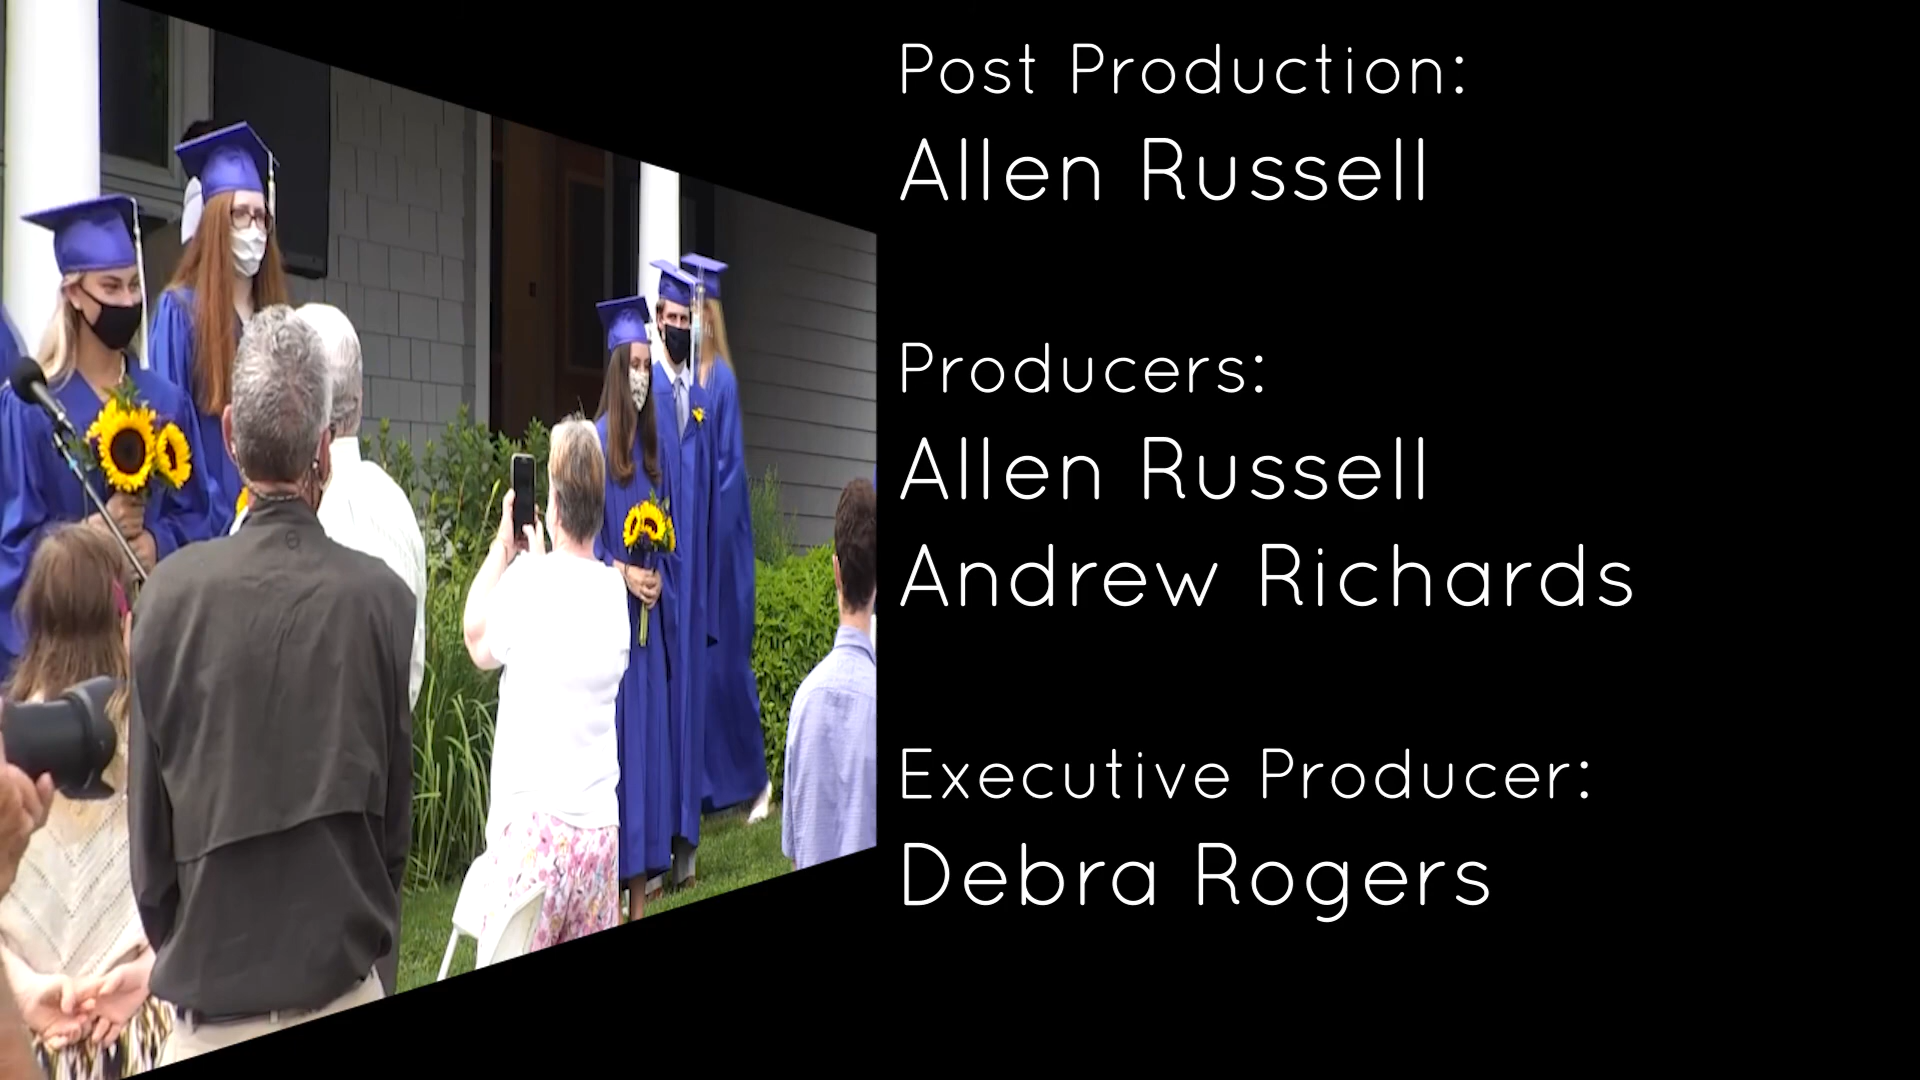 Post Production:
Allen Russell
Producers:
Allen Russell
Andrew Richards
Executive Producer:
Debra Rogers